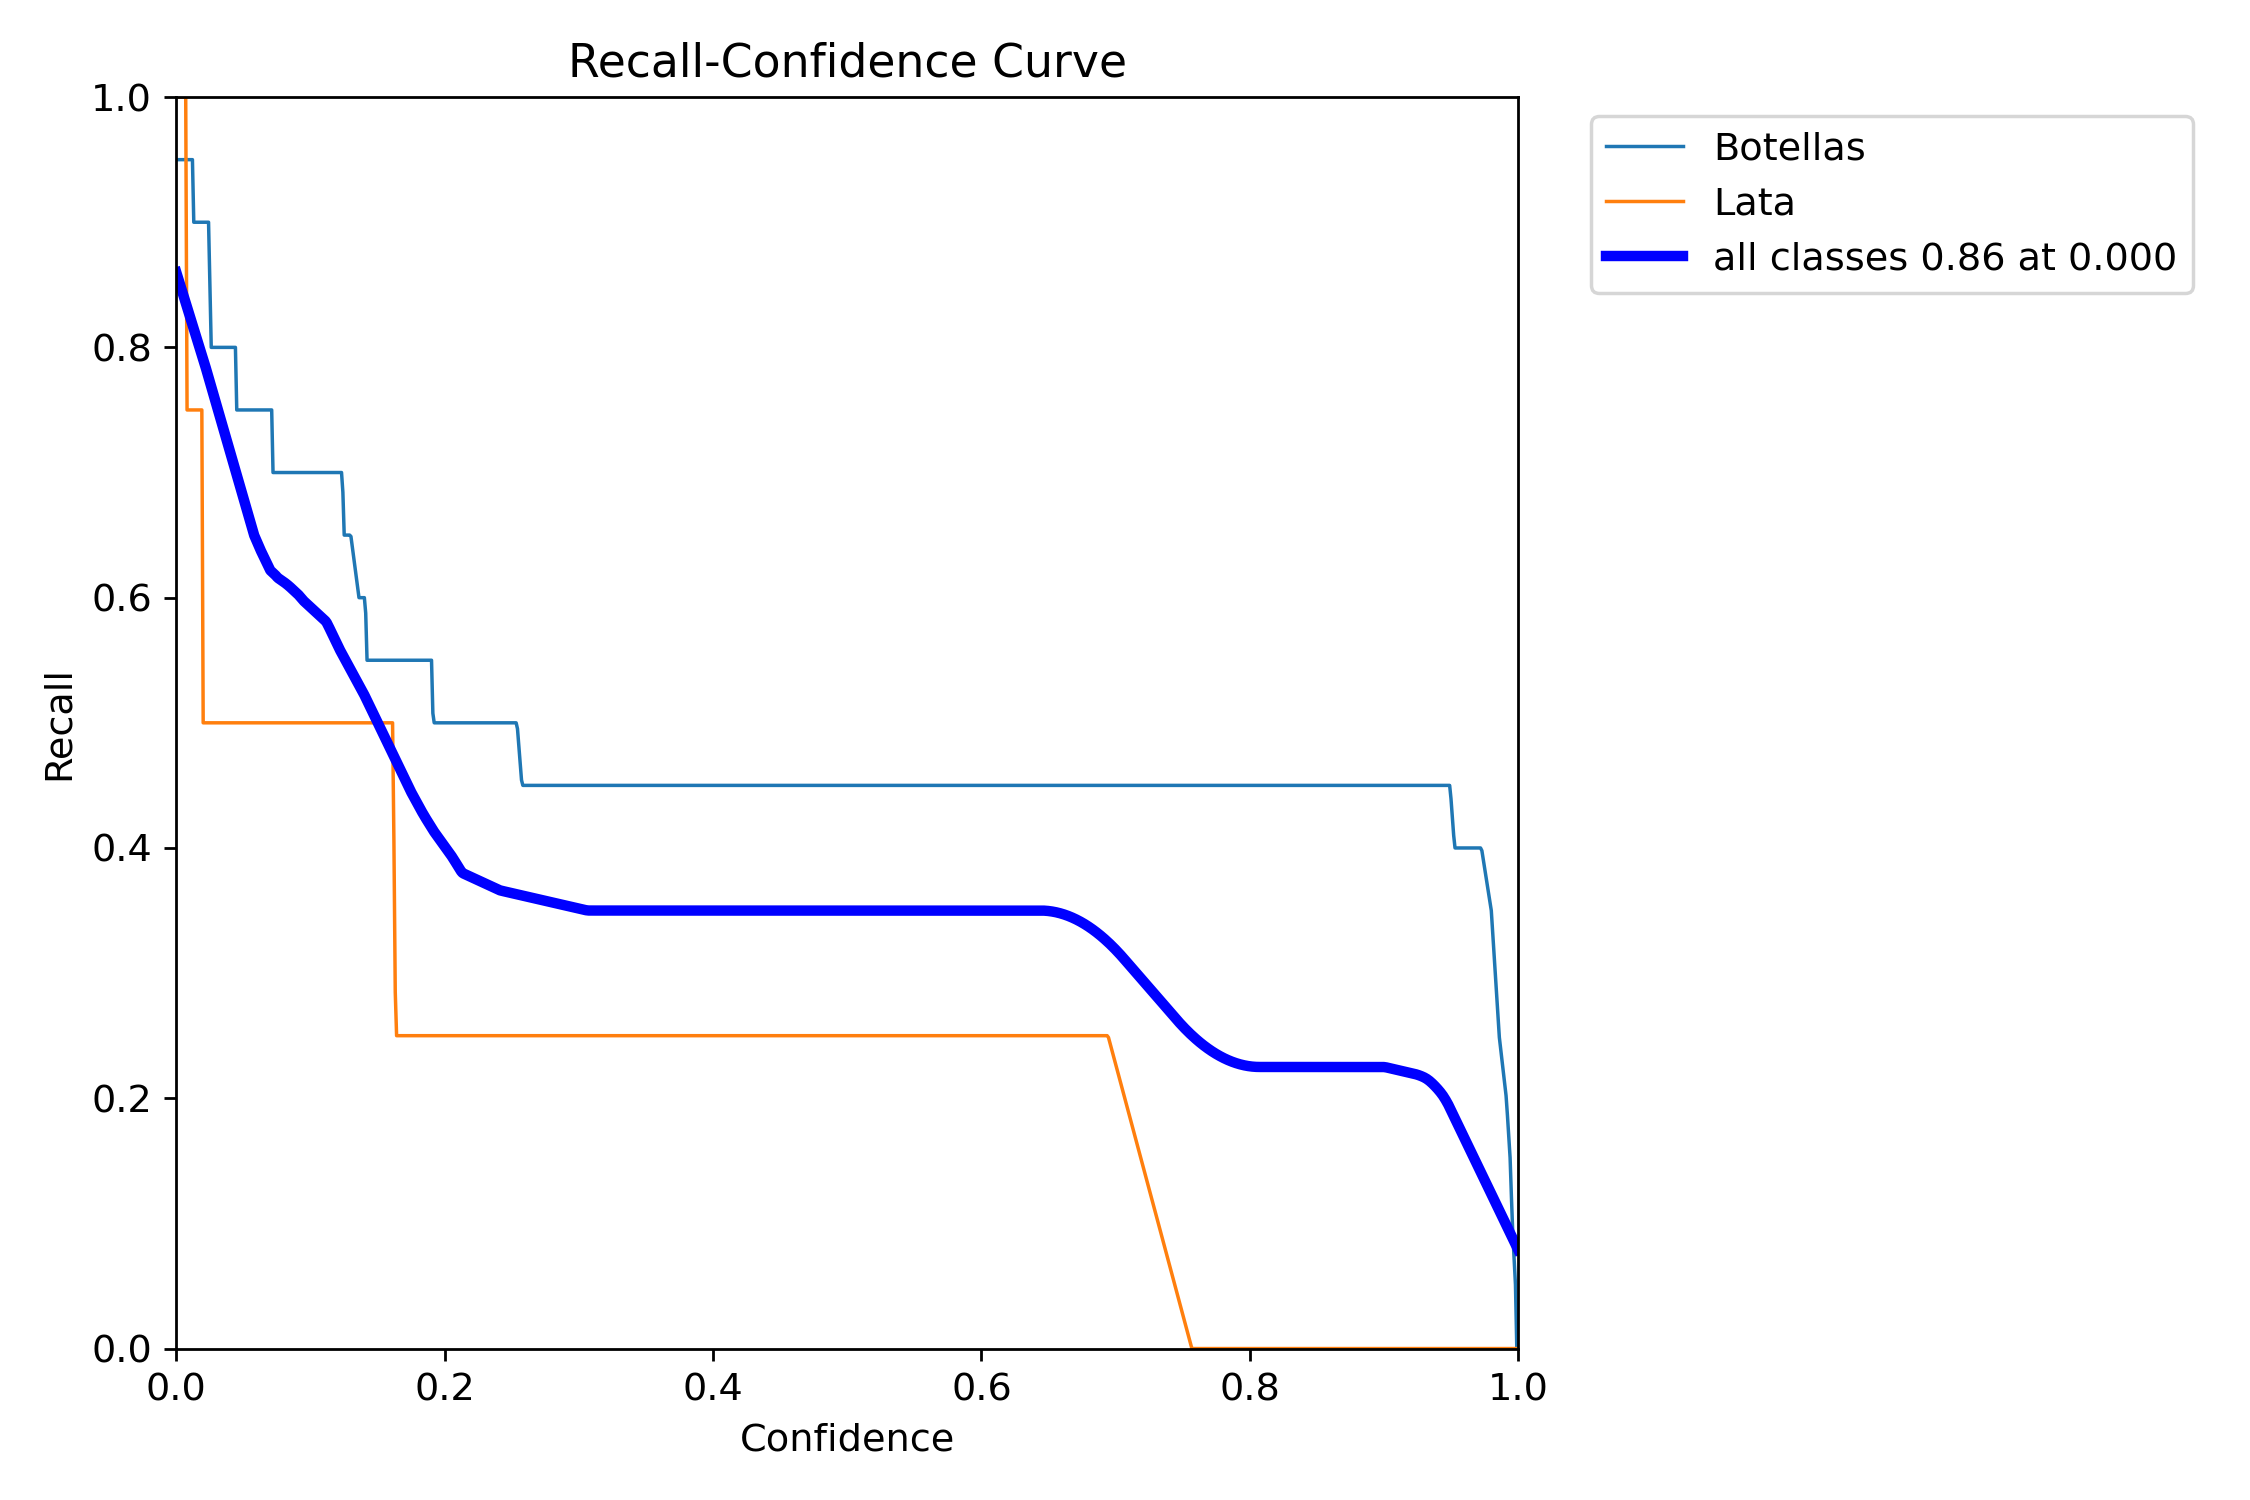 Recall-Confidence Curve
Botellas
Lata
all classes 0.86 at 0.000
1.0
0.8
0.6
0.4
0.2
0.0
Recall
0.0 0.2 0.4 0.6 0.8 1.0
Confidence